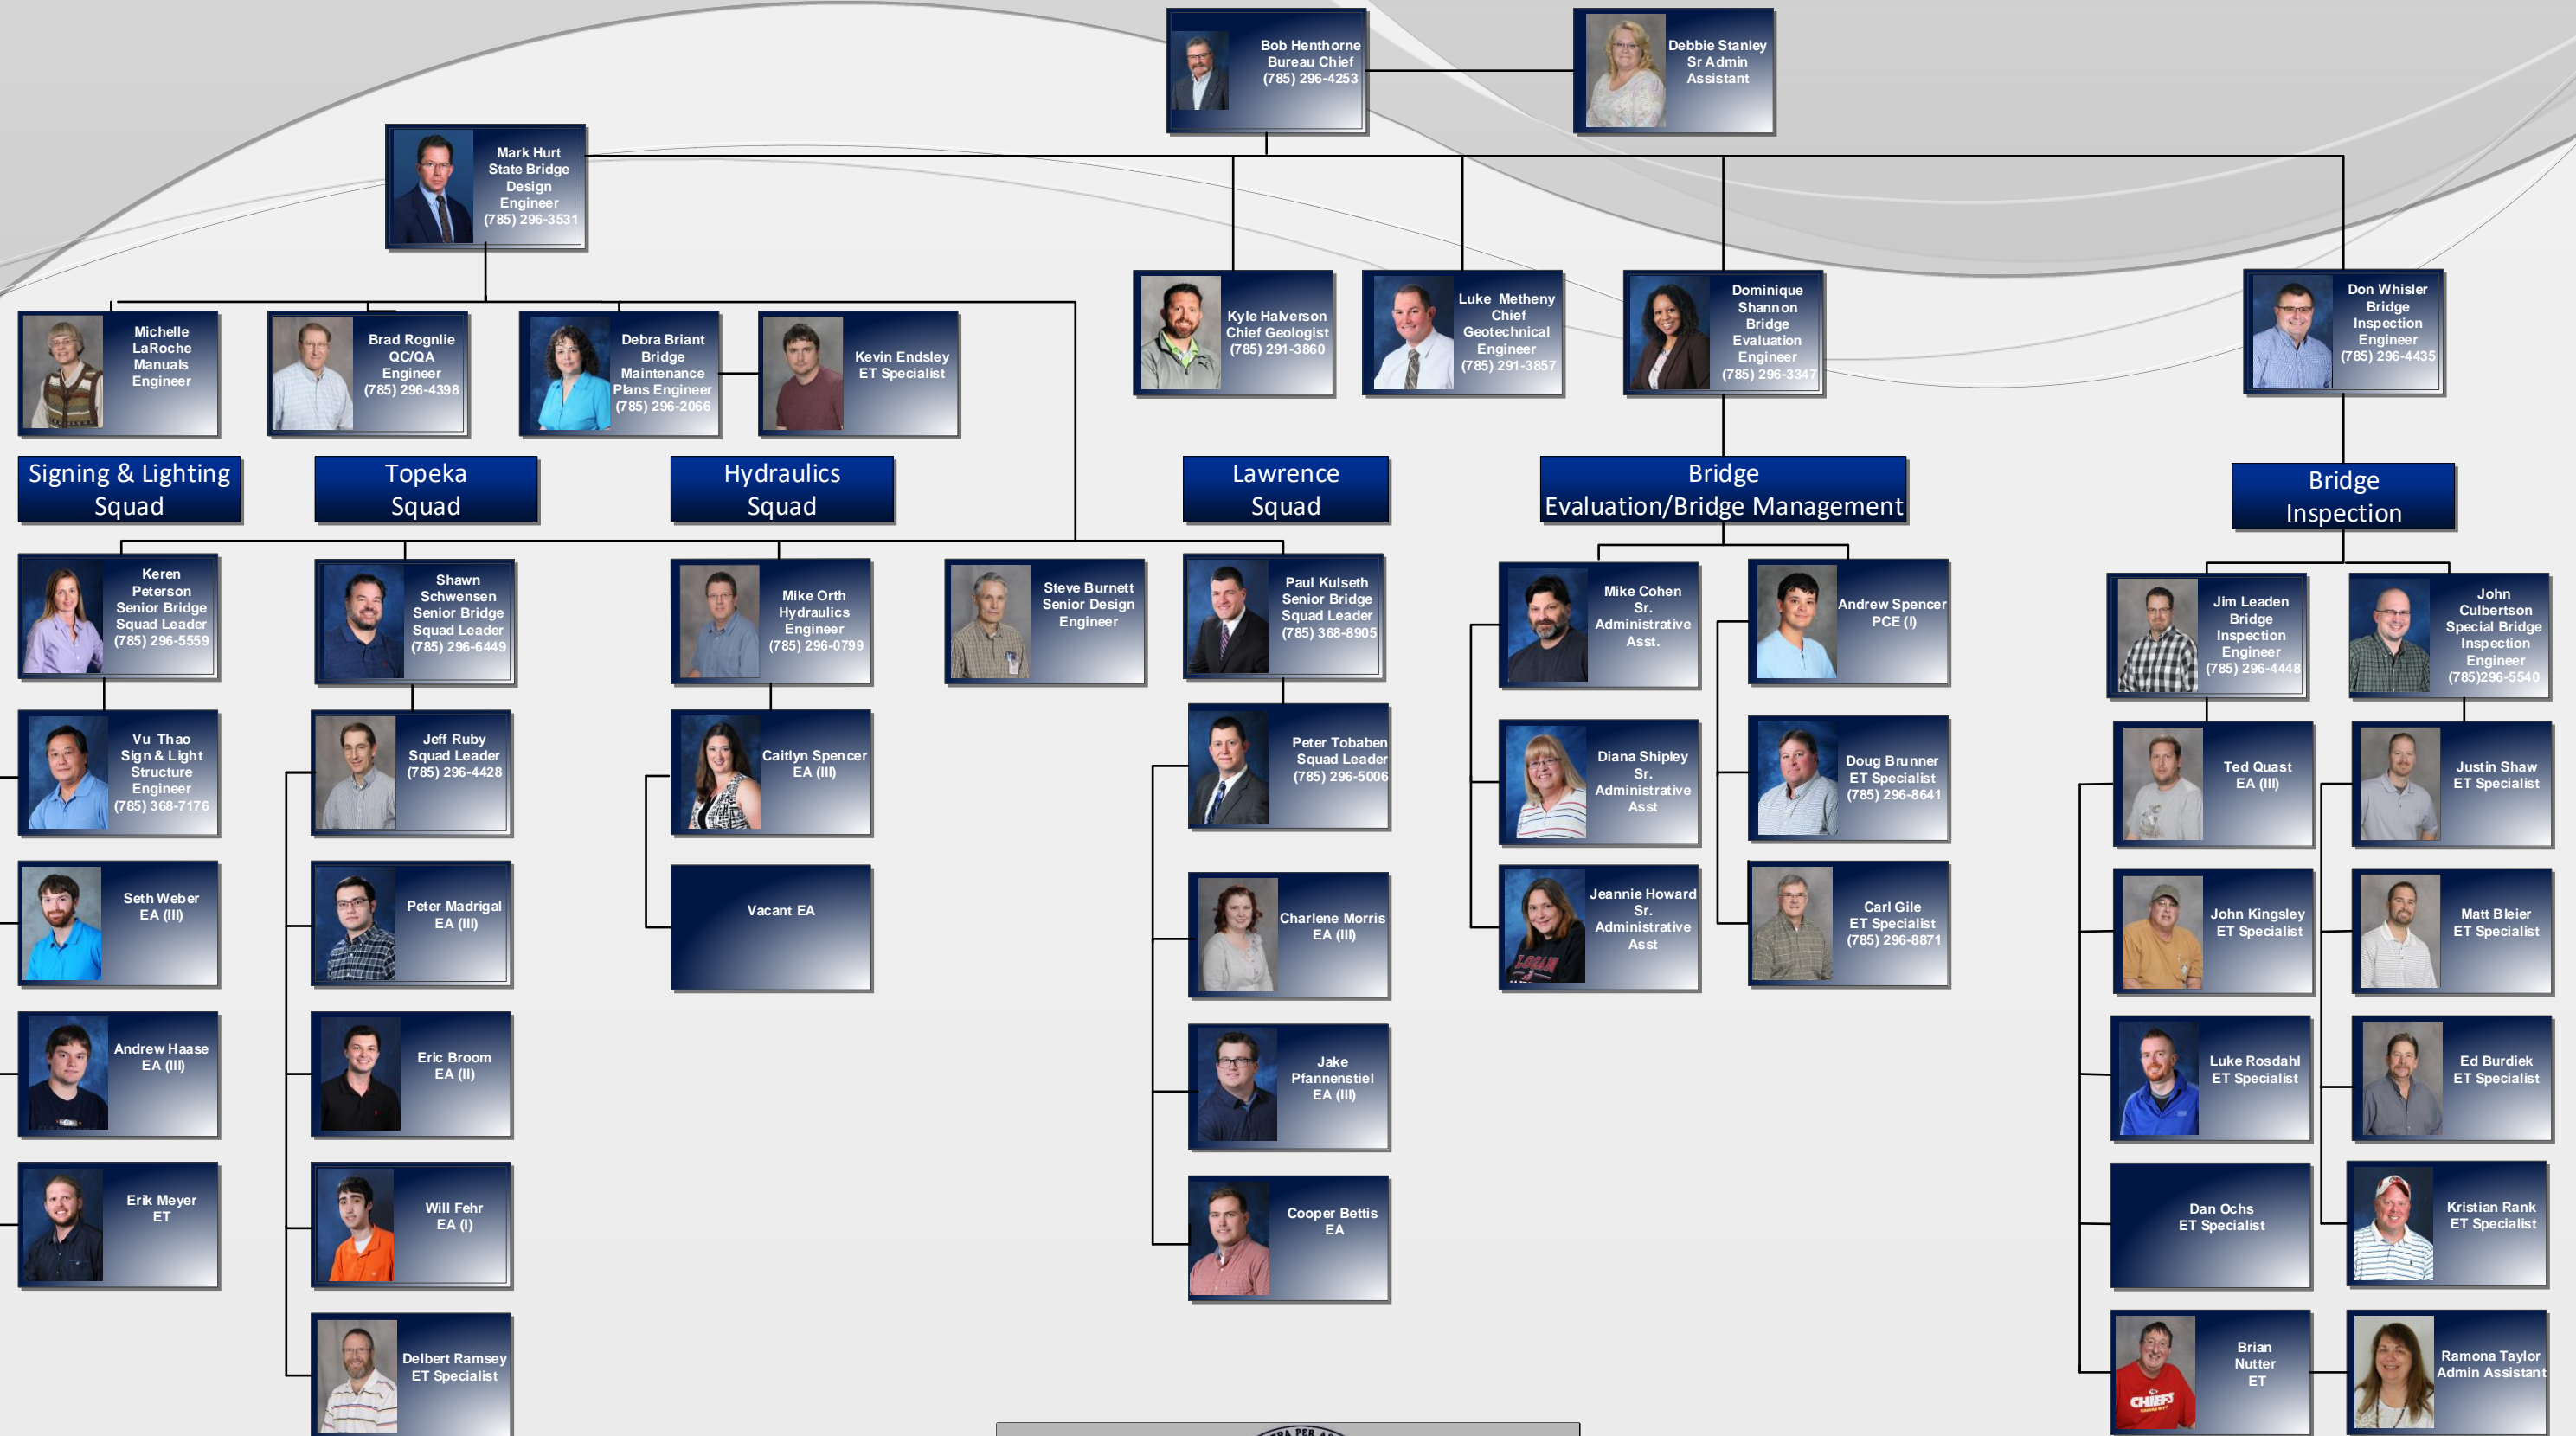 Bob Henthorne
Bureau Chief
(785) 296-4253
Debbie Stanley
Sr Admin
Assistant
Mark Hurt
State Bridge
Design
Engineer
(785) 296-3531
Michelle
LaRoche
Manuals
Engineer
Brad Rognlie
QC/QA
Engineer
(785) 296-4398
Debra Briant
Bridge
Maintenance
Plans Engineer
(785) 296-2066
Kevin Endsley
ET Specialist
Kyle Halverson
Chief Geologist
(785) 291-3860
Luke Metheny
Chief
Geotechnical
Engineer
(785) 291-3857
Dominique
Shannon
Bridge
Evaluation
Engineer
(785) 296-3347
Don Whisler
Bridge
Inspection
Engineer
(785) 296-4435
Signing & Lighting
Squad
Topeka
Squad
Hydraulics
Squad
Lawrence
Squad
Bridge
Evaluation/Bridge Management
Bridge
Inspection
Keren
Peterson
Senior Bridge
Squad Leader
(785) 296-5559
Shawn
Schwensen
Senior Bridge
Squad Leader
(785) 296-6449
Mike Orth
Hydraulics
Engineer
(785) 296-0799
Steve Burnett
Senior Design
Engineer
Paul Kulseth
Senior Bridge
Squad Leader
(785) 368-8905
Mike Cohen
Sr.
Administrative
Asst.
Andrew Spencer
PCE (I)
Jim Leaden
Bridge
Inspection
Engineer
(785) 296-4448
John
Culbertson
Special Bridge
Inspection
Engineer
(785)296-5540
Vu Thao
Sign & Light
Structure
Engineer
(785) 368-7176
Jeff Ruby
Squad Leader
(785) 296-4428
Caitlyn Spencer
EA (III)
Peter Tobaben
Squad Leader
(785) 296-5006
Diana Shipley
Sr.
Administrative
Asst
Doug Brunner
ET Specialist
(785) 296-8641
Ted Quast
EA (III)
Justin Shaw
ET Specialist
Seth Weber
EA (III)
Peter Madrigal
EA (III)
Vacant EA
Charlene Morris
EA (III)
Jeannie Howard
Sr.
Administrative
Asst
Carl Gile
ET Specialist
(785) 296-8871
John Kingsley
ET Specialist
Matt Bleier
ET Specialist
Andrew Haase
EA (III)
Eric Broom
EA (II)
Jake
Pfannenstiel
EA (III)
Luke Rosdahl
ET Specialist
Ed Burdiek
ET Specialist
Erik Meyer
ET
Will Fehr
EA (I)
Cooper Bettis
EA
Dan Ochs
ET Specialist
Kristian Rank
ET Specialist
Delbert Ramsey
ET Specialist
Brian
Nutter
ET
CHIEFS
Ramona Taylor
Admin Assistant
PER